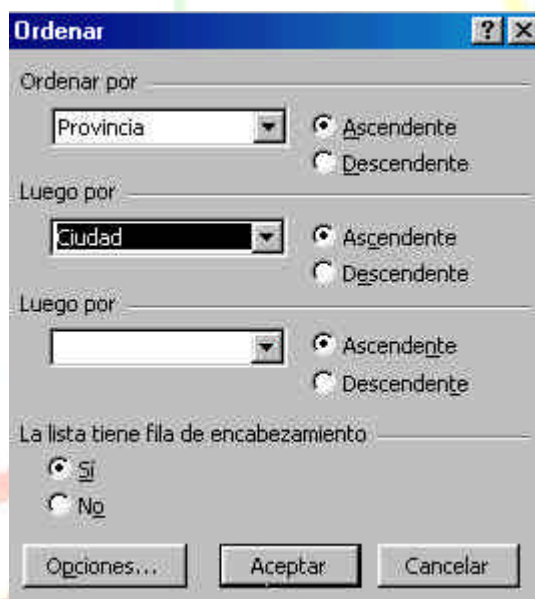 Ordenar
Ordenar por
Provincia
Ascendente
Descendente
Luego por
Ciudad
Ascendente
Descendente
Luego por
Ascendente
Descendente
La lista tiene fila de encabezamiento
Sí
No
Opciones...
Aceptar
Cancelar